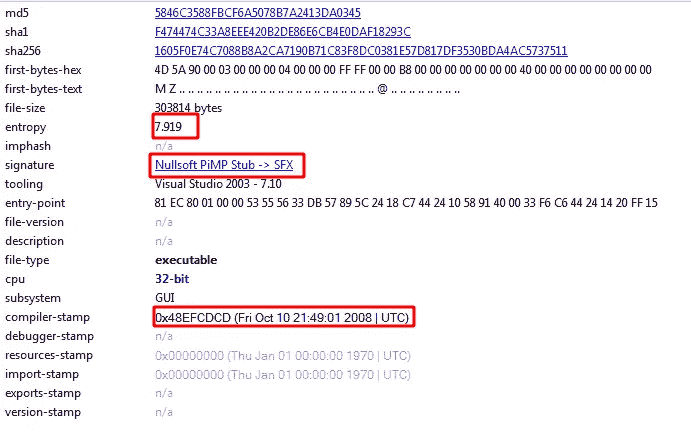 md5 5846C3588FBCF6A5078B7A2413DA0345
sha1 F474474C33A8EEE420B2DE86E6CB4E0DAF18293C
sha256 1605F0E74C7088B8A2CA7190B71C83F8DC0381E57D817DF3530BDA4AC5737511
first-bytes-hex 4D 5A 90 00 03 00 00 00 04 00 00 00 FF FF 00 00 B8 00 00 00 00 00 00 00 40 00 00 00 00 00 00 00
first-bytes-text M Z .. .. .. .. .. .. .. .. .. .. .. .. .. .. .. .. .. .. .. .. @ .. .. .. .. .. .. ..
file-size 303814 bytes
entropy 7.919
imphash n/a
signature Nullsoft PiMP Stub -> SFX
tooling Visual Studio 2003 - 7.10
entry-point 81 EC 80 01 00 00 53 55 56 33 DB 57 89 5C 24 18 C7 44 24 10 58 91 40 00 33 F6 C6 44 24 14 20 FF 15
file-version n/a
description n/a
file-type executable
cpu 32-bit
subsystem GUI
compiler-stamp 0x48EFCDCD (Fri Oct 10 21:49:01 2008 | UTC)
debugger-stamp n/a
resources-stamp 0x00000000 (Thu Jan 01 00:00:00 1970 | UTC)
import-stamp 0x00000000 (Thu Jan 01 00:00:00 1970 | UTC)
exports-stamp n/a
version-stamp n/a